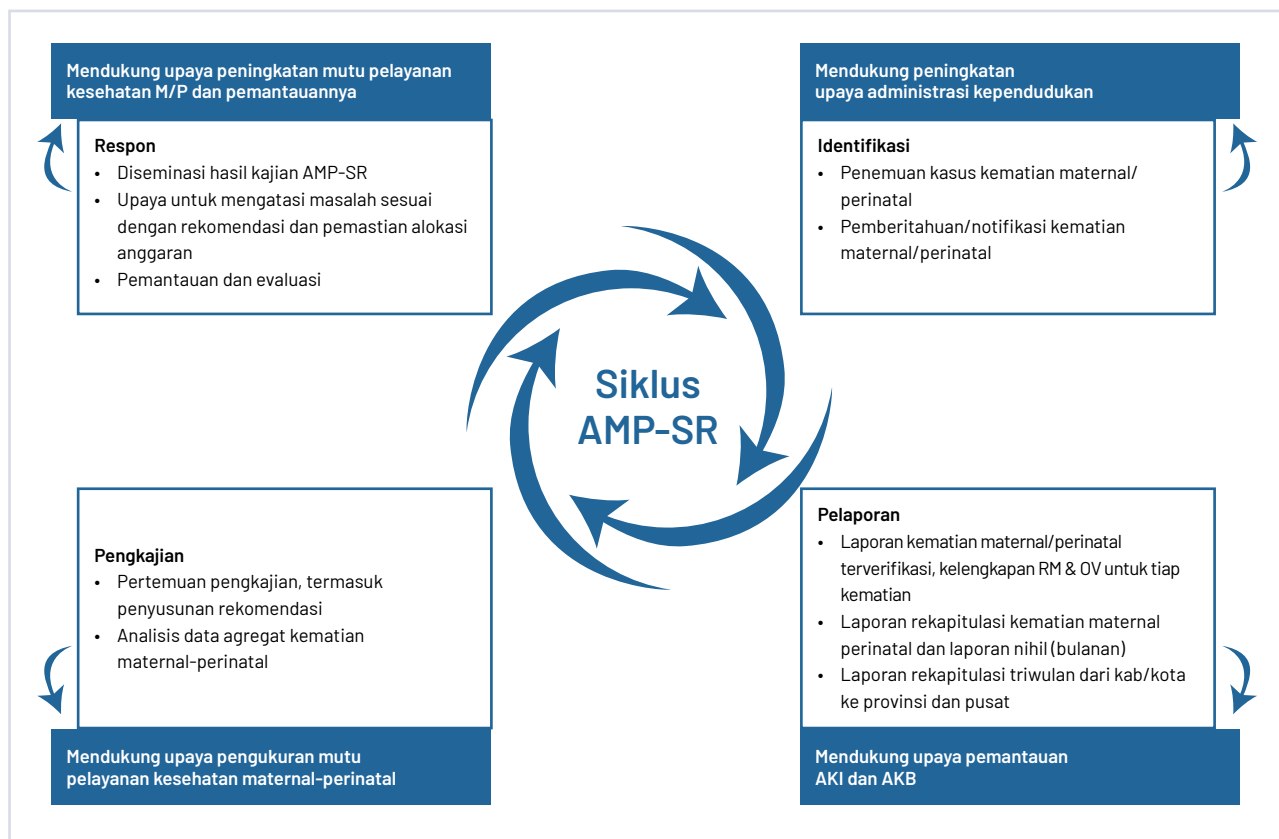 Mendukung upaya peningkatan mutu pelayanan
kesehatan M/P dan pemantauannya
Respon
• Diseminasi hasil kajian AMP-SR
• Upaya untuk mengatasi masalah sesuai
dengan rekomendasi dan pemastian alokasi
anggaran
• Pemantauan dan evaluasi
Mendukung peningkatan
upaya administrasi kependudukan
Identifikasi
• Penemuan kasus kematian maternal/
perinatal
• Pemberitahuan/notifikasi kematian
maternal/perinatal
Siklus
AMP-SR
Pengkajian
• Pertemuan pengkajian, termasuk
penyusunan rekomendasi
• Analisis data agregat kematian
maternal-perinatal
Mendukung upaya pengukuran mutu
pelayanan kesehatan maternal-perinatal
Pelaporan
• Laporan kematian maternal/perinatal
terverifikasi, kelengkapan RM & OV untuk tiap
kematian
• Laporan rekapitulasi kematian maternal
perinatal dan laporan nihil (bulanan)
• Laporan rekapitulasi triwulan dari kab/kota
ke provinsi dan pusat
Mendukung upaya pemantauan
AKI dan AKB